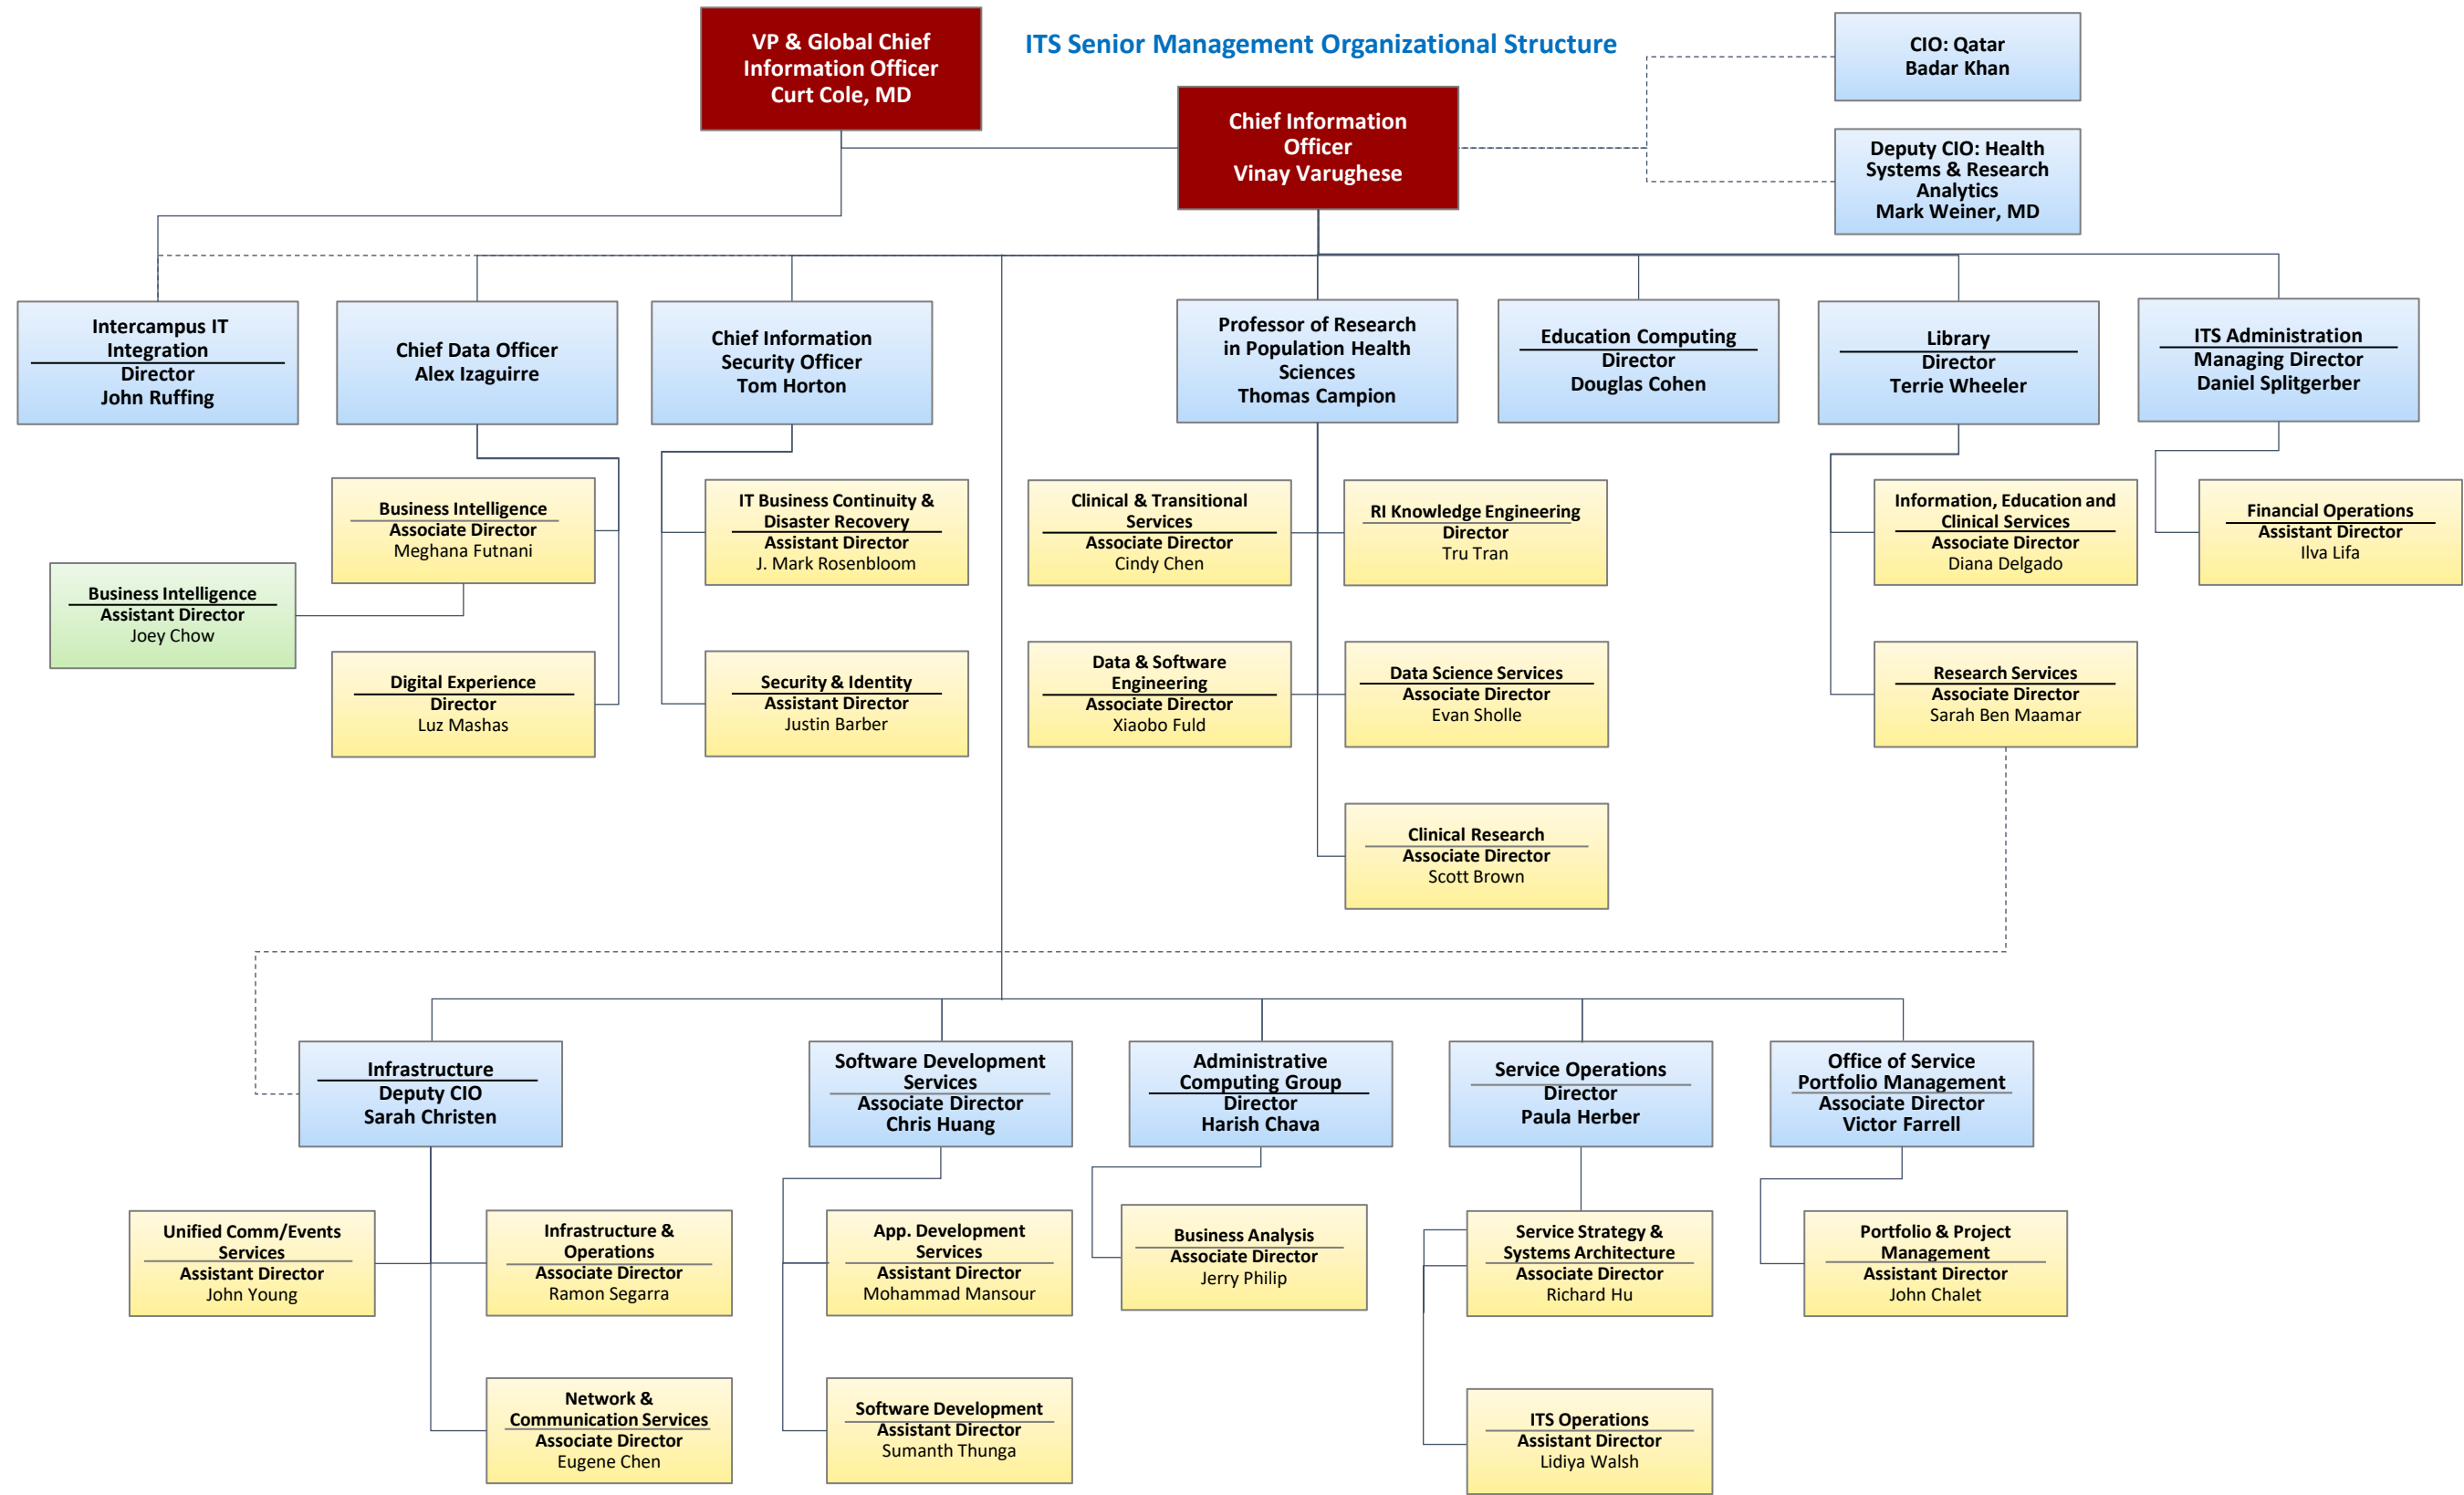 VP & Global Chief
Information Officer
Curt Cole, MD
ITS Senior Management Organizational Structure
CIO: Qatar
Badar Khan
Chief Information
Officer
Vinay Varughese
Deputy CIO: Health
Systems & Research
Analytics
Mark Weiner, MD
Intercampus IT
Integration
Director
John Ruffing
Chief Data Officer
Alex Izaguirre
Chief Information
Security Officer
Tom Horton
Professor of Research
in Population Health
Sciences
Thomas Campion
Education Computing
Director
Douglas Cohen
Library
Director
Terrie Wheeler
ITS Administration
Managing Director
Daniel Splitgerber
Business Intelligence
Associate Director
Meghana Futnani
IT Business Continuity &
Disaster Recovery
Assistant Director
J. Mark Rosenbloom
Clinical & Transitional
Services
Associate Director
Cindy Chen
RI Knowledge Engineering
Director
Tru Tran
Information, Education and
Clinical Services
Associate Director
Diana Delgado
Financial Operations
Assistant Director
Ilva Lifa
Business Intelligence
Assistant Director
Joey Chow
Digital Experience
Director
Luz Mashas
Security & Identity
Assistant Director
Justin Barber
Data & Software
Engineering
Associate Director
Xiaobo Fuld
Data Science Services
Associate Director
Evan Sholle
Research Services
Associate Director
Sarah Ben Maamar
Clinical Research
Associate Director
Scott Brown
Infrastructure
Deputy CIO
Sarah Christen
Software Development
Services
Associate Director
Chris Huang
Administrative
Computing Group
Director
Harish Chava
Service Operations
Director
Paula Herber
Office of Service
Portfolio Management
Associate Director
Victor Farrell
Unified Comm/Events
Services
Assistant Director
John Young
Infrastructure &
Operations
Associate Director
Ramon Segarra
App. Development
Services
Assistant Director
Mohammad Mansour
Business Analysis
Associate Director
Jerry Philip
Service Strategy &
Systems Architecture
Associate Director
Richard Hu
Portfolio & Project
Management
Assistant Director
John Chalet
Network &
Communication Services
Associate Director
Eugene Chen
Software Development
Assistant Director
Sumanth Thunga
ITS Operations
Assistant Director
Lidiya Walsh